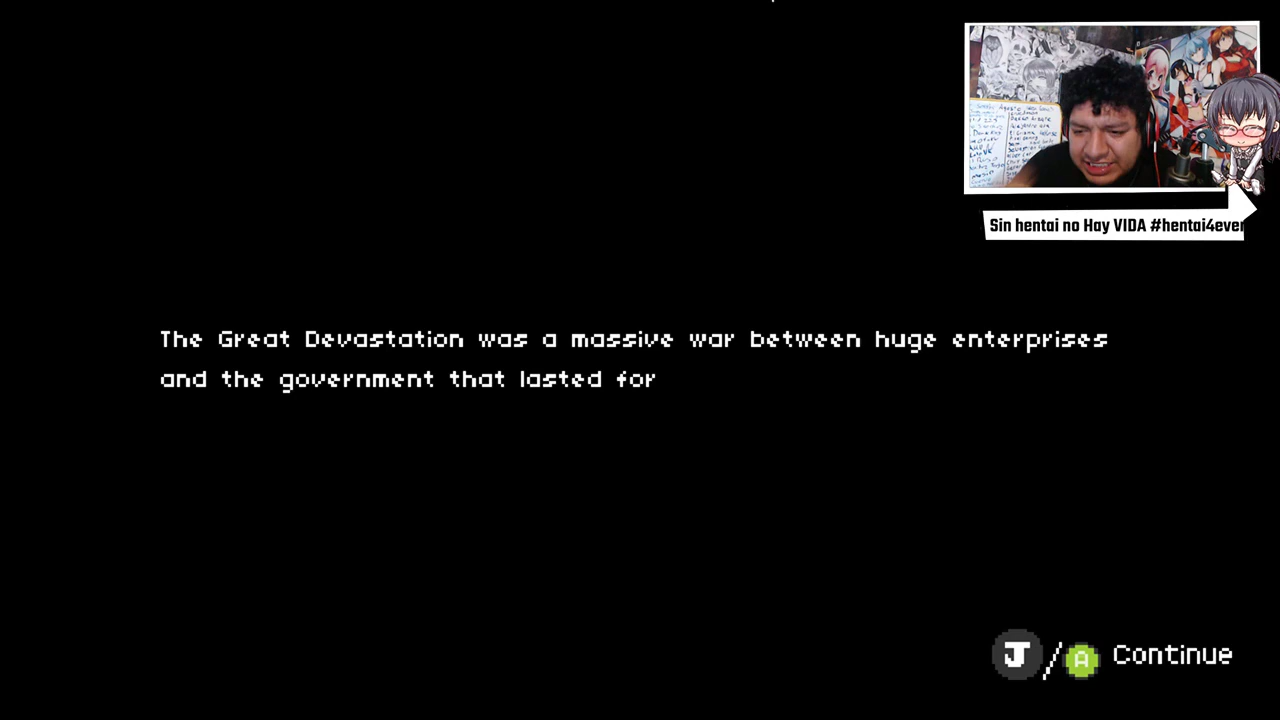 Sin hentai no Hay VIDA #hentai4ever
The Great Devastation was a massive war between huge enterprises
and the government that lasted for
J/A Continue